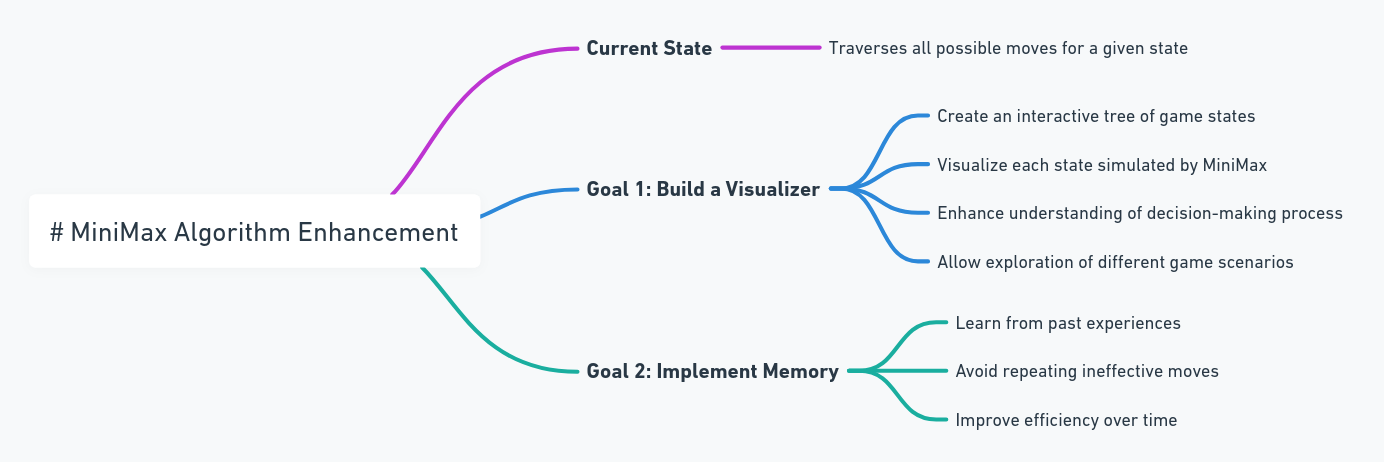 # MiniMax Algorithm Enhancement
Current State
Traverses all possible moves for a given state
Goal 1: Build a Visualizer
Create an interactive tree of game states
Visualize each state simulated by MiniMax
Enhance understanding of decision-making process
Allow exploration of different game scenarios
Goal 2: Implement Memory
Learn from past experiences
Avoid repeating ineffective moves
Improve efficiency over time